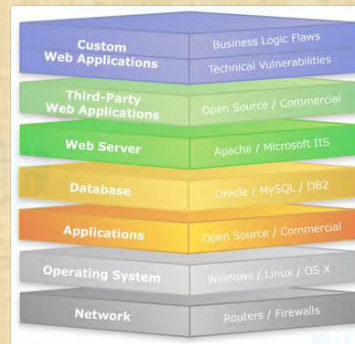 Custom
Web Applications
Business Logic Flaws
Technical Vulnerabilities
Third-Party
Web Applications
Open Source / Commercial
Web Server
Apache / Microsoft IIS
Database
Oracle / MySQL / DB2
Applications
Open Source / Commercial
Operating System
Windows / Linux / OS X
Network
Routers / Firewalls